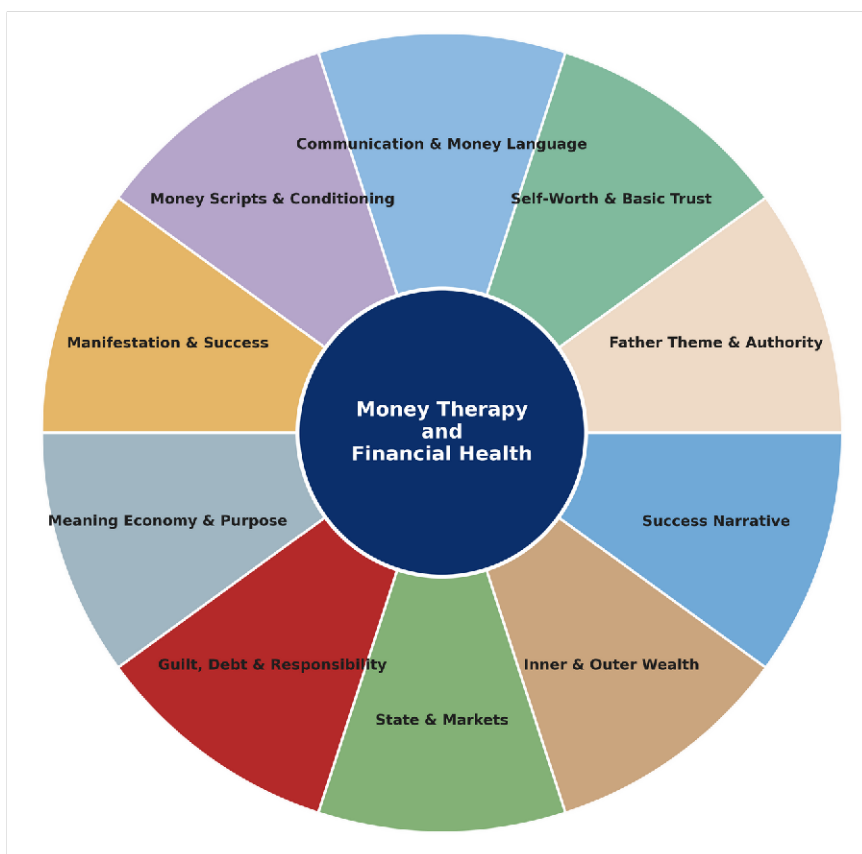 Communication & Money Language
Money Scripts & Conditioning
Self-Worth & Basic Trust
Manifestation & Success
Father Theme & Authority
Money Therapy
and
Financial Health
Meaning Economy & Purpose
Success Narrative
Guilt, Debt & Responsibility
Inner & Outer Wealth
State & Markets